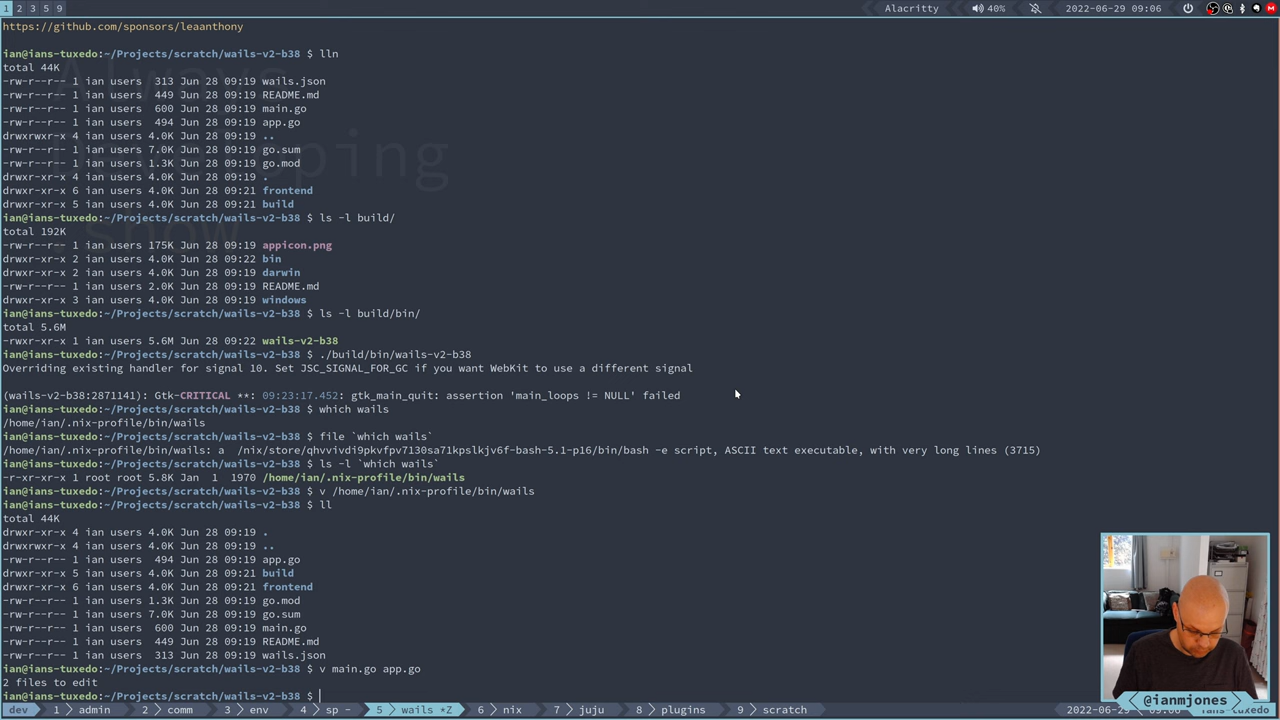 1 2 3 5 9 Alacritty 40% 2022-06-29 09:06
https://github.com/sponsors/leaanthony
ian@ians-tuxedo:~/Projects/scratch/wails-v2-b38 $ lln
total 44K
-rw-r--r-- 1 ian users  313 Jun 28 09:19 wails.json
-rw-r--r-- 1 ian users  449 Jun 28 09:19 README.md
-rw-r--r-- 1 ian users  600 Jun 28 09:19 main.go
-rw-r--r-- 1 ian users  494 Jun 28 09:19 app.go
drwxrwxr-x 4 ian users 4.0K Jun 28 09:19 ..
-rw-r--r-- 1 ian users 7.0K Jun 28 09:19 go.sum
-rw-r--r-- 1 ian users 1.3K Jun 28 09:19 go.mod
drwxr-xr-x 4 ian users 4.0K Jun 28 09:19 .
drwxr-xr-x 6 ian users 4.0K Jun 28 09:21 frontend
drwxr-xr-x 5 ian users 4.0K Jun 28 09:21 build
ian@ians-tuxedo:~/Projects/scratch/wails-v2-b38 $ ls -l build/
total 192K
-rw-r--r-- 1 ian users 175K Jun 28 09:19 appicon.png
drwxr-xr-x 2 ian users 4.0K Jun 28 09:22 bin
drwxr-xr-x 2 ian users 4.0K Jun 28 09:19 darwin
-rw-r--r-- 1 ian users 2.0K Jun 28 09:19 README.md
drwxr-xr-x 3 ian users 4.0K Jun 28 09:19 windows
ian@ians-tuxedo:~/Projects/scratch/wails-v2-b38 $ ls -l build/bin/
total 5.6M
-rwxr-xr-x 1 ian users 5.6M Jun 28 09:22 wails-v2-b38
ian@ians-tuxedo:~/Projects/scratch/wails-v2-b38 $ ./build/bin/wails-v2-b38
Overriding existing handler for signal 10. Set JSC_SIGNAL_FOR_GC if you want WebKit to use a different signal
(wails-v2-b38:2871141): Gtk-CRITICAL **: 09:23:17.452: gtk_main_quit: assertion 'main_loops != NULL' failed
ian@ians-tuxedo:~/Projects/scratch/wails-v2-b38 $ which wails
/home/ian/.nix-profile/bin/wails
ian@ians-tuxedo:~/Projects/scratch/wails-v2-b38 $ file `which wails`
/home/ian/.nix-profile/bin/wails: a  /nix/store/qhvvivdi9pkvfpv7130sa71kpslkjv6f-bash-5.1-p16/bin/bash -e script, ASCII text executable, with very long lines (3715)
ian@ians-tuxedo:~/Projects/scratch/wails-v2-b38 $ ls -l `which wails`
-r-xr-xr-x 1 root root 5.8K Jan  1  1970 /home/ian/.nix-profile/bin/wails
ian@ians-tuxedo:~/Projects/scratch/wails-v2-b38 $ v /home/ian/.nix-profile/bin/wails
ian@ians-tuxedo:~/Projects/scratch/wails-v2-b38 $ ll
total 44K
drwxr-xr-x 4 ian users 4.0K Jun 28 09:19 .
drwxrwxr-x 4 ian users 4.0K Jun 28 09:19 ..
-rw-r--r-- 1 ian users  494 Jun 28 09:19 app.go
drwxr-xr-x 5 ian users 4.0K Jun 28 09:21 build
drwxr-xr-x 6 ian users 4.0K Jun 28 09:21 frontend
-rw-r--r-- 1 ian users 1.3K Jun 28 09:19 go.mod
-rw-r--r-- 1 ian users 7.0K Jun 28 09:19 go.sum
-rw-r--r-- 1 ian users  600 Jun 28 09:19 main.go
-rw-r--r-- 1 ian users  449 Jun 28 09:19 README.md
-rw-r--r-- 1 ian users  313 Jun 28 09:19 wails.json
ian@ians-tuxedo:~/Projects/scratch/wails-v2-b38 $ v main.go app.go
2 files to edit
ian@ians-tuxedo:~/Projects/scratch/wails-v2-b38 $
@ianmjones
dev 1 admin 2 comm 3 env 4 sp - 5 wails *Z 6 nix 7 juju 8 plugins 9 scratch